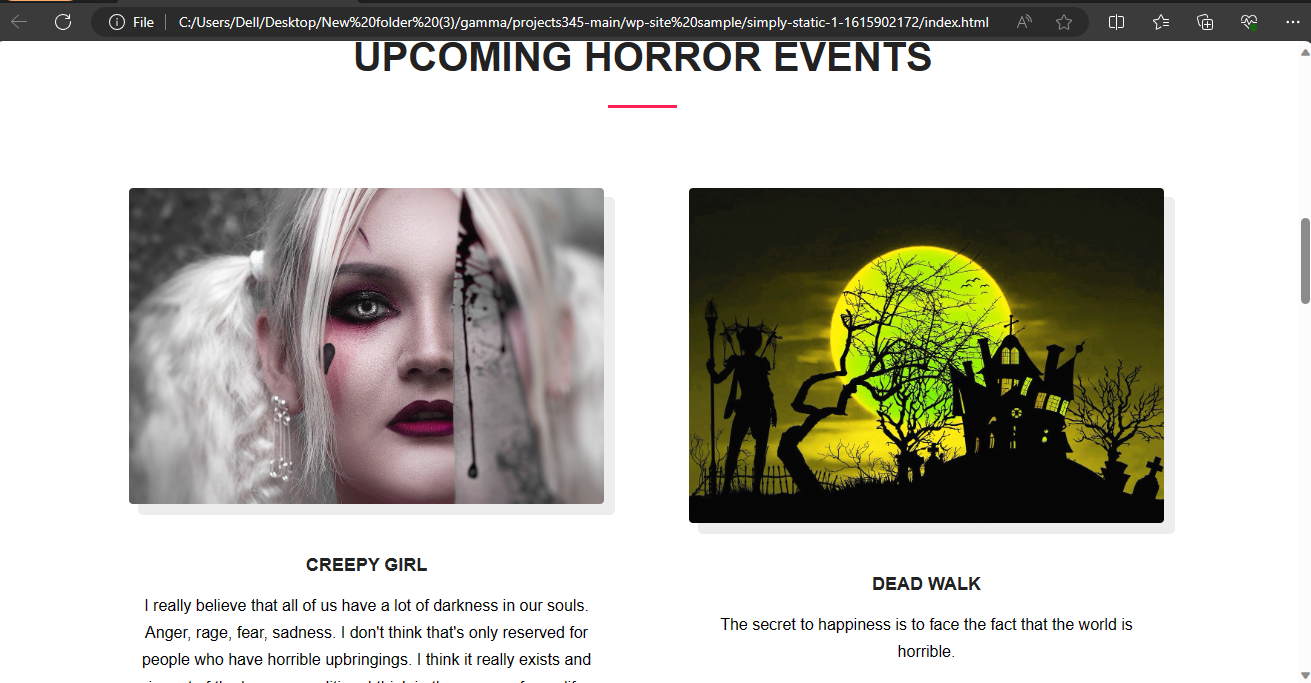 File
C:/Users/Dell/Desktop/New%20folder%20(3)/gamma/projects345-main/wp-site%20sample/simply-static-1-1615902172/index.html
UPCOMING HORROR EVENTS
CREEPY GIRL
I really believe that all of us have a lot of darkness in our souls.
Anger, rage, fear, sadness. I don't think that's only reserved for
people who have horrible upbringings. I think it really exists and
DEAD WALK
The secret to happiness is to face the fact that the world is
horrible.